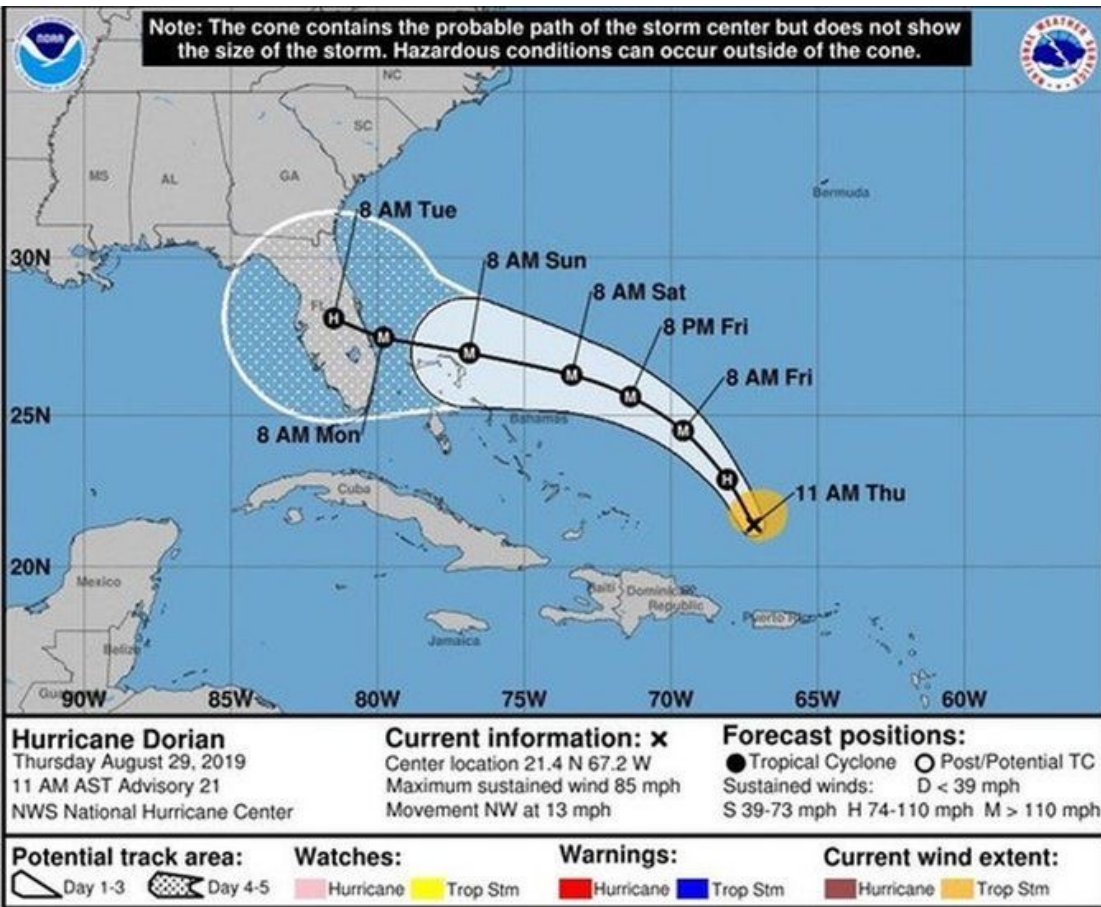 Note: The cone contains the probable path of the storm center but does not show
the size of the storm. Hazardous conditions can occur outside of the cone.
NOAA
NATIONAL WEATHER SERVICE
NC
SC
MS
AL
GA
Bermuda
8 AM Tue
30N
8 AM Sun
8 AM Sat
FL
8 PM Fri
H
M
M
M
M
M
H
8 AM Fri
25N
Bahamas
8 AM Mon
11 AM Thu
Cuba
20N
Mexico
Haiti
Dominican
Republic
Puerto Rico
Jamaica
Belize
90W
85W
80W
75W
70W
65W
60W
Hurricane Dorian
Thursday August 29, 2019
11 AM AST Advisory 21
NWS National Hurricane Center
Current information: x
Center location 21.4 N 67.2 W
Maximum sustained wind 85 mph
Movement NW at 13 mph
Forecast positions:
Tropical Cyclone Post/Potential TC
Sustained winds: D < 39 mph
S 39-73 mph H 74-110 mph M > 110 mph
Potential track area:
Day 1-3 Day 4-5
Watches:
Hurricane Trop Stm
Warnings:
Hurricane Trop Stm
Current wind extent:
Hurricane Trop Stm